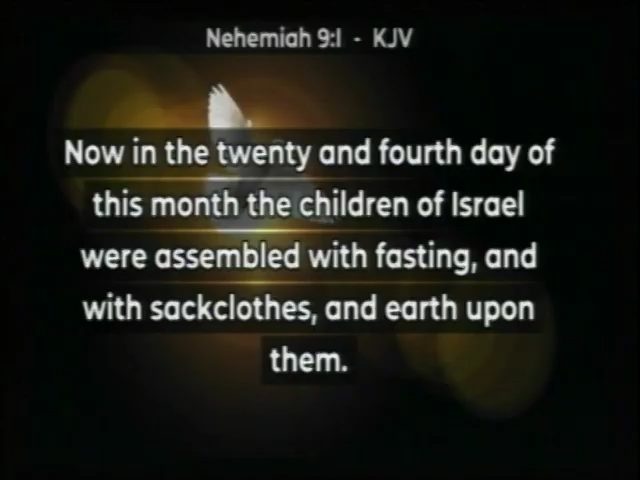 Nehemiah 9:1 - KJV
Now in the twenty and fourth day of
this month the children of Israel
were assembled with fasting, and
with sackclothes, and earth upon
them.